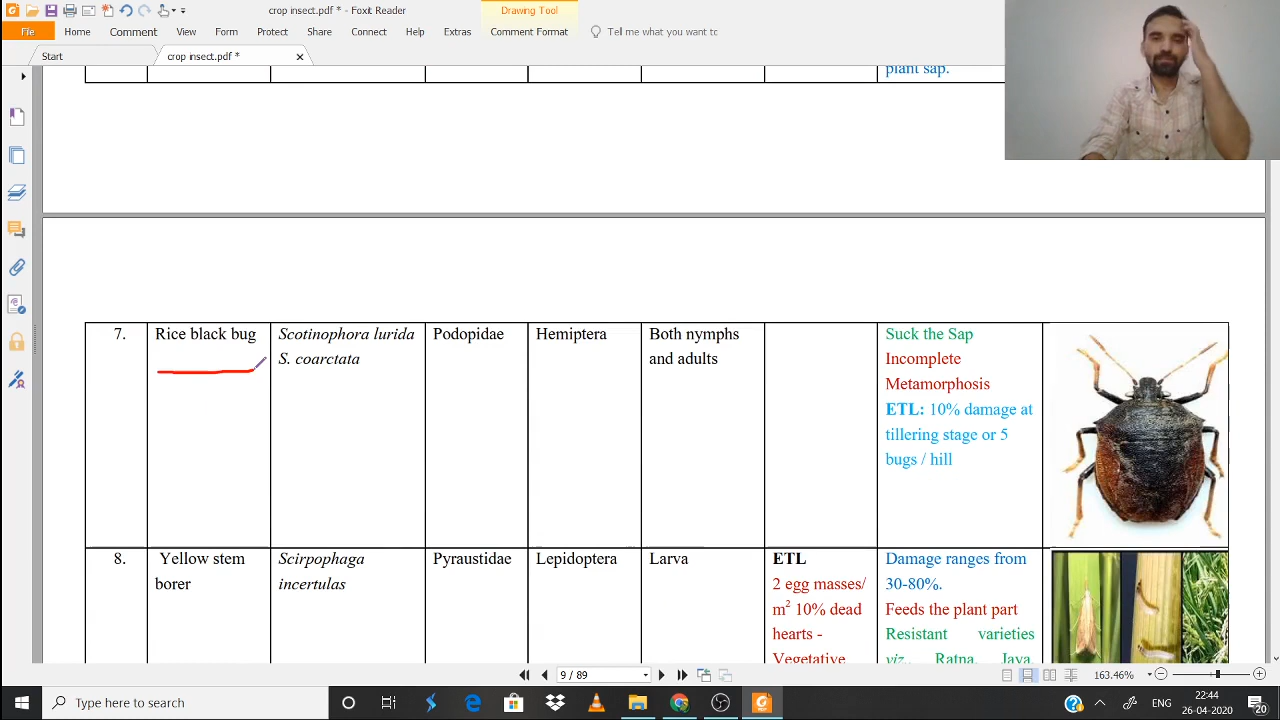 crop insect.pdf * - Foxit Reader
Drawing Tool
File
Home
Comment
View
Form
Protect
Share
Connect
Help
Extras
Comment Format
Tell me what you want tc
Start
crop insect.pdf *
plant sap.
7.
Rice black bug
Scotinophora lurida
S. coarctata
Podopidae
Hemiptera
Both nymphs
and adults
Suck the Sap
Incomplete
Metamorphosis
ETL: 10% damage at
tillering stage or 5
bugs / hill
8.
Yellow stem
borer
Scirpophaga
incertulas
Pyraustidae
Lepidoptera
Larva
ETL
2 egg masses/
m² 10% dead
hearts -
Vegetative
Damage ranges from
30-80%.
Feeds the plant part
Resistant varieties
viz., Ratna, Jaya,
9 / 89
163.46%
Type here to search
ENG
22:44
26-04-2020
20